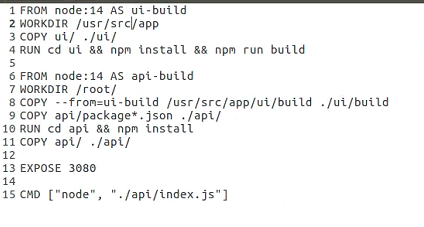 1 FROM node:14 AS ui-build
2 WORKDIR /usr/src/app
3 COPY ui/ ./ui/
4 RUN cd ui && npm install && npm run build
5
6 FROM node:14 AS api-build
7 WORKDIR /root/
8 COPY --from=ui-build /usr/src/app/ui/build ./ui/build
9 COPY api/package*.json ./api/
10 RUN cd api && npm install
11 COPY api/ ./api/
12
13 EXPOSE 3080
14
15 CMD ["node", "./api/index.js"]